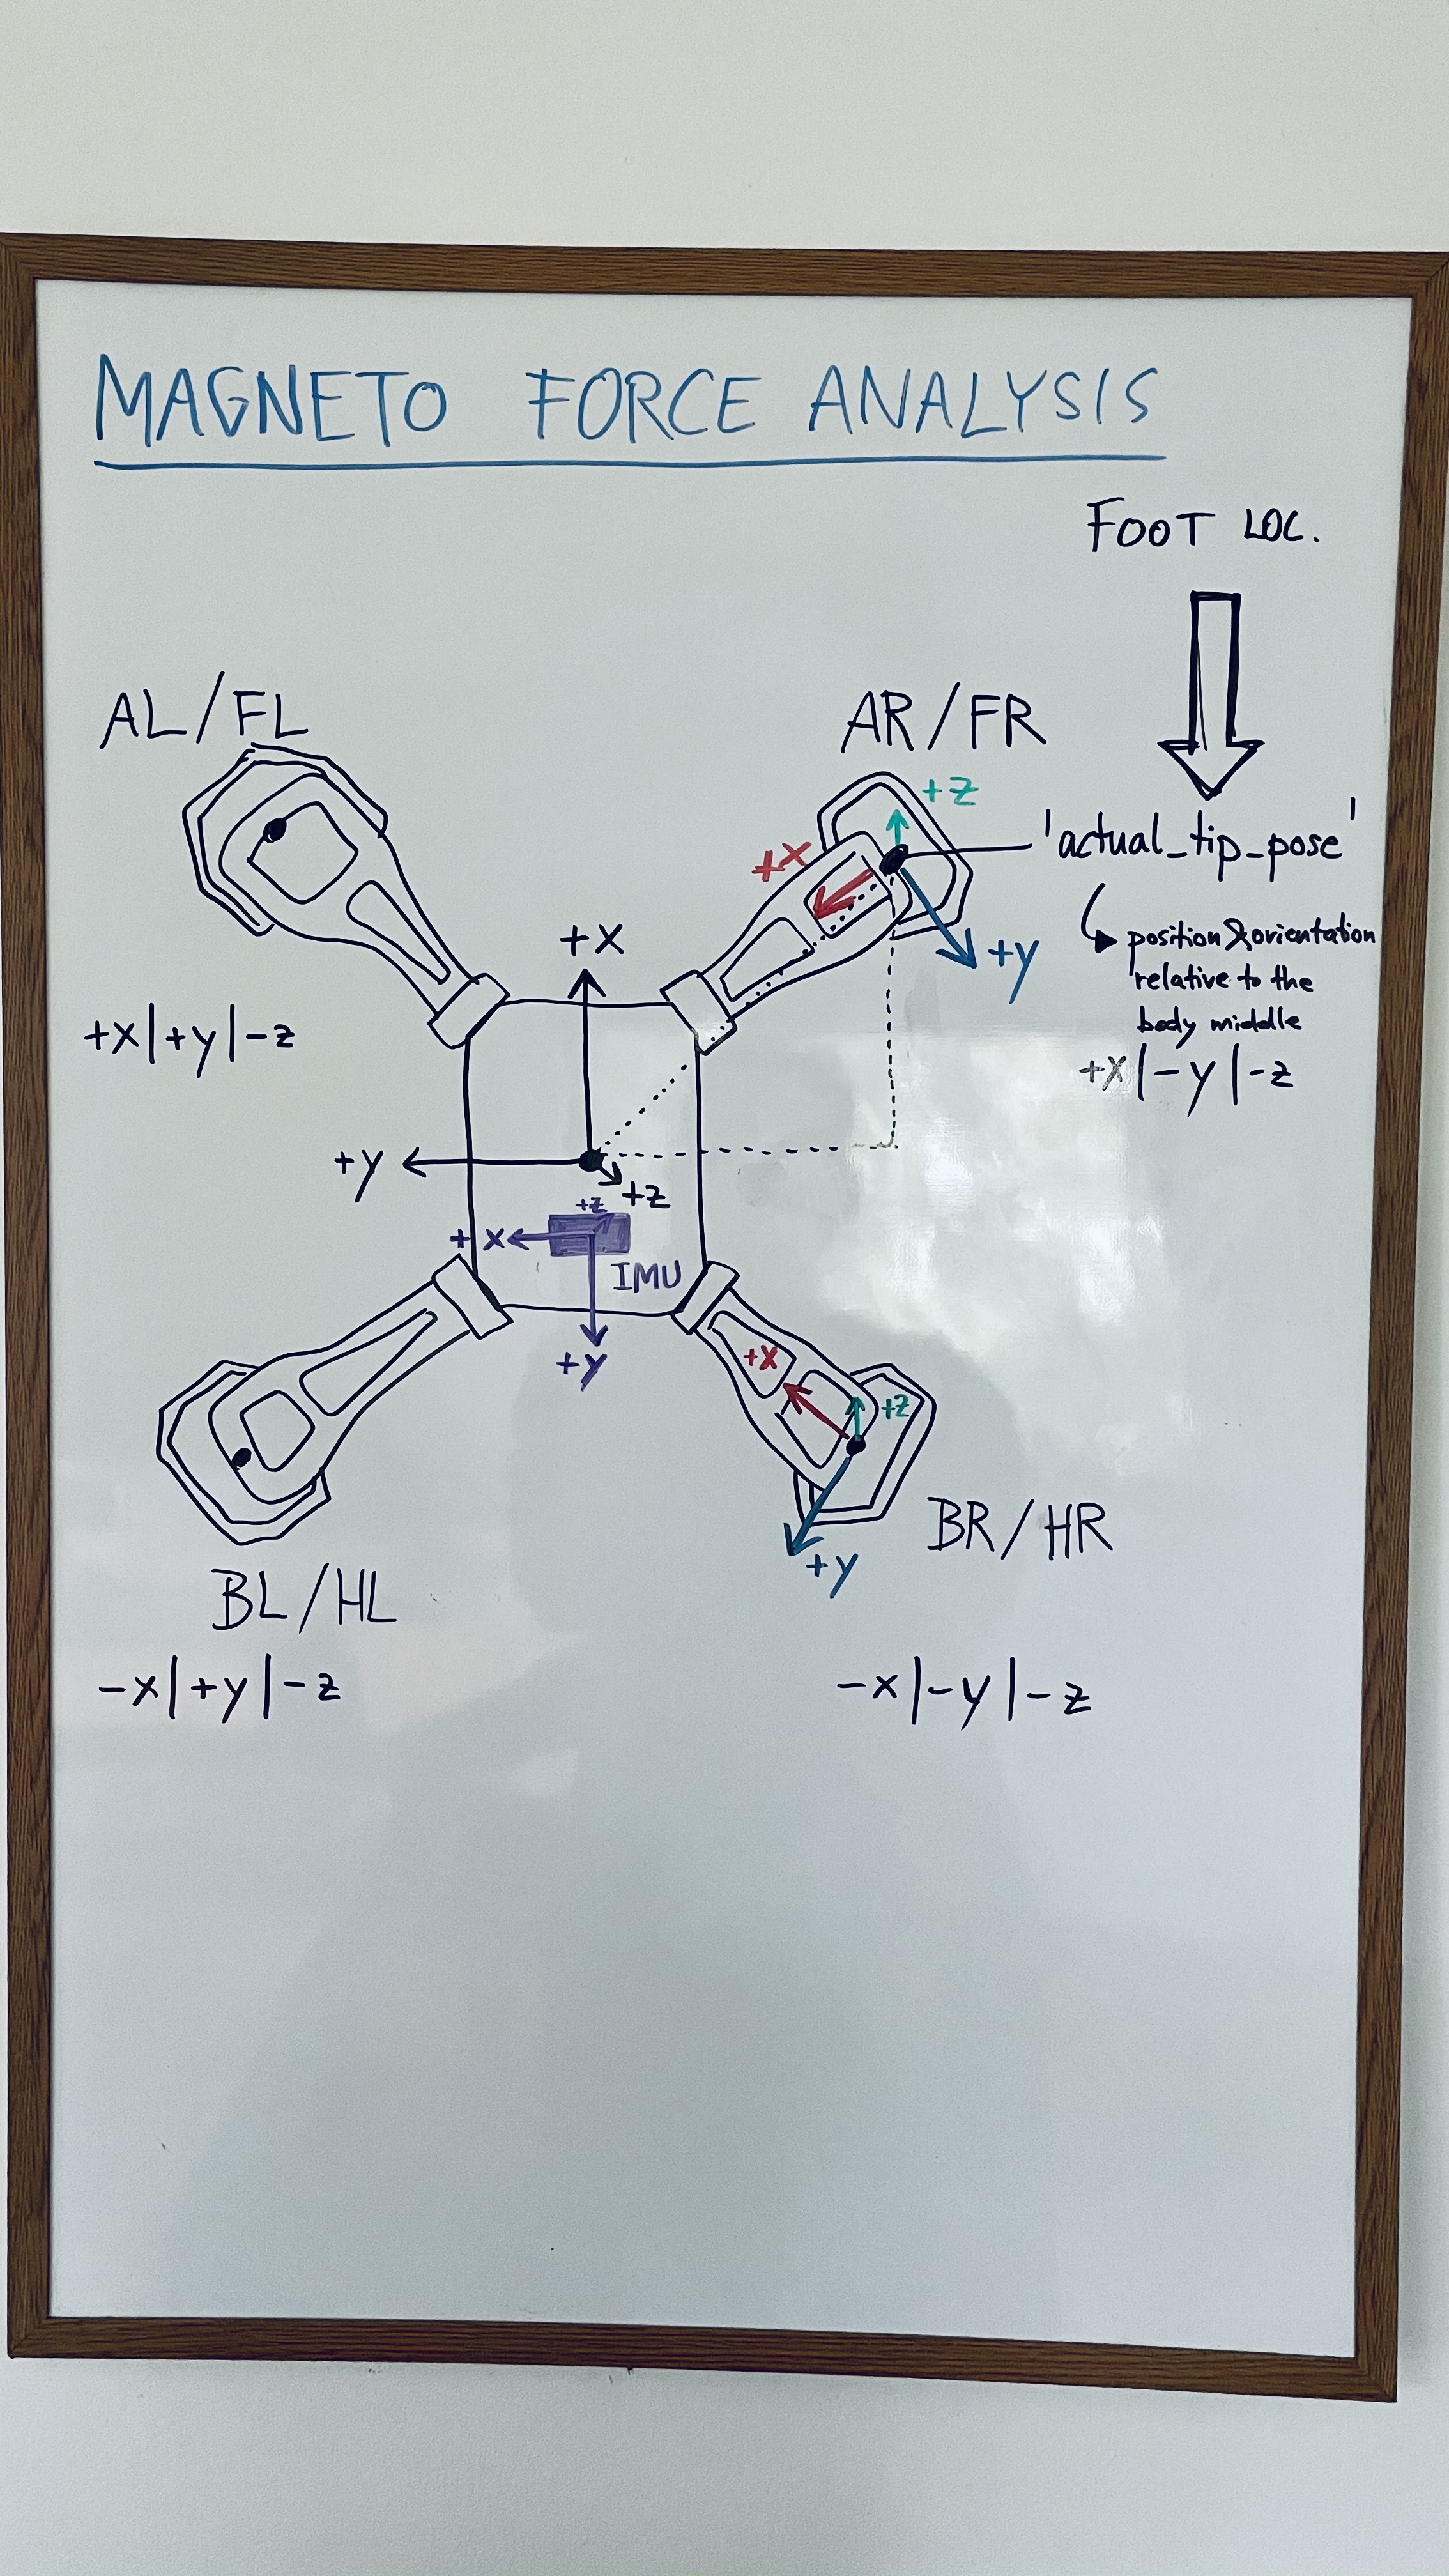 MAGNETO FORCE ANALYSIS
FOOT LOC.
AL/FL
AR/FR
+z
+x
'actual_tip_pose'
+x
+y
position & orientation
relative to the
body middle
+x|+y|-z
+x|-y|-z
+y
+z
+z
+x
IMU
+y
+x
+z
BR/HR
+y
BL/HL
-x|+y|-z
-x|-y|-z